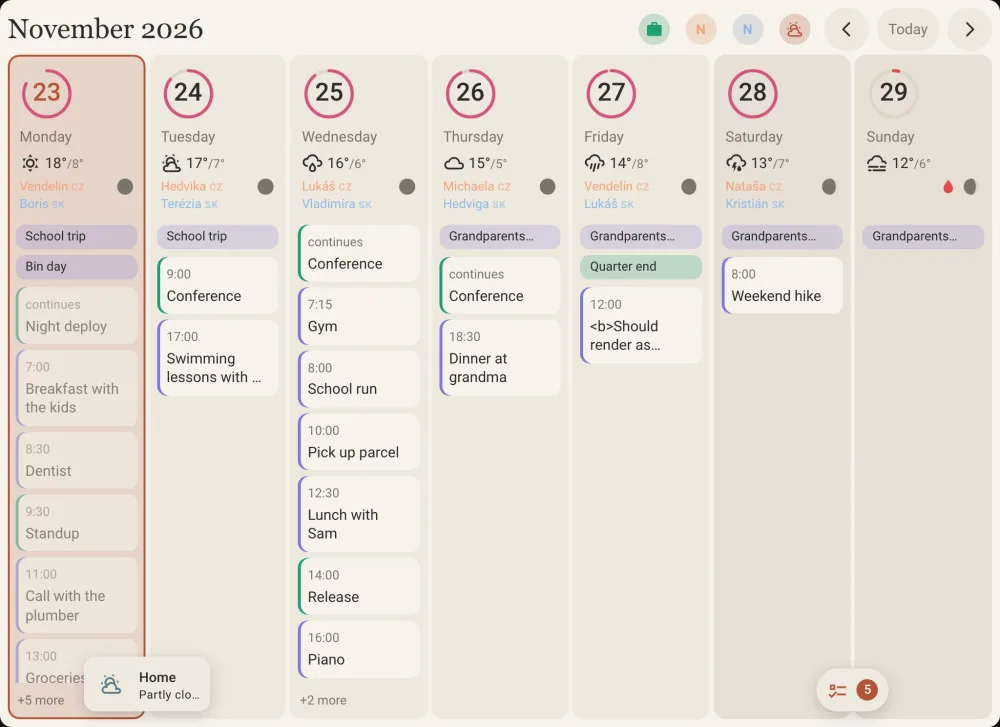 November 2026
N
N
Today
23
Monday
18°/8°
Vendelín CZ
Boris SK
School trip
Bin day
continues
Night deploy
7:00
Breakfast with
the kids
8:30
Dentist
9:30
Standup
11:00
Call with the
plumber
13:00
Groceries
+5 more
24
Tuesday
17°/7°
Hedvika CZ
Terézia SK
School trip
9:00
Conference
17:00
Swimming
lessons with …
25
Wednesday
16°/6°
Lukáš CZ
Vladimíra SK
continues
Conference
7:15
Gym
8:00
School run
10:00
Pick up parcel
12:30
Lunch with
Sam
14:00
Release
16:00
Piano
+2 more
26
Thursday
15°/5°
Michaela CZ
Hedviga SK
Grandparents…
continues
Conference
18:30
Dinner at
grandma
27
Friday
14°/8°
Vendelín CZ
Lukáš SK
Grandparents…
Quarter end
12:00
<b>Should
render as…
28
Saturday
13°/7°
Nataša CZ
Kristián SK
Grandparents…
8:00
Weekend hike
29
Sunday
12°/6°
Grandparents…
Home
Partly clo…
5